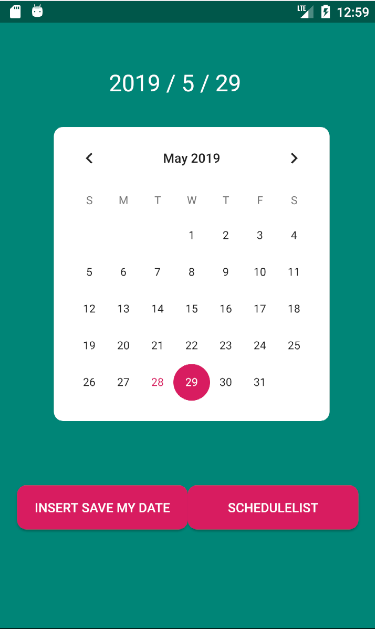 LTE 12:59
2019 / 5 / 29
May 2019
S M T W T F S
1 2 3 4
5 6 7 8 9 10 11
12 13 14 15 16 17 18
19 20 21 22 23 24 25
26 27 28 29 30 31
INSERT SAVE MY DATE SCHEDULELIST